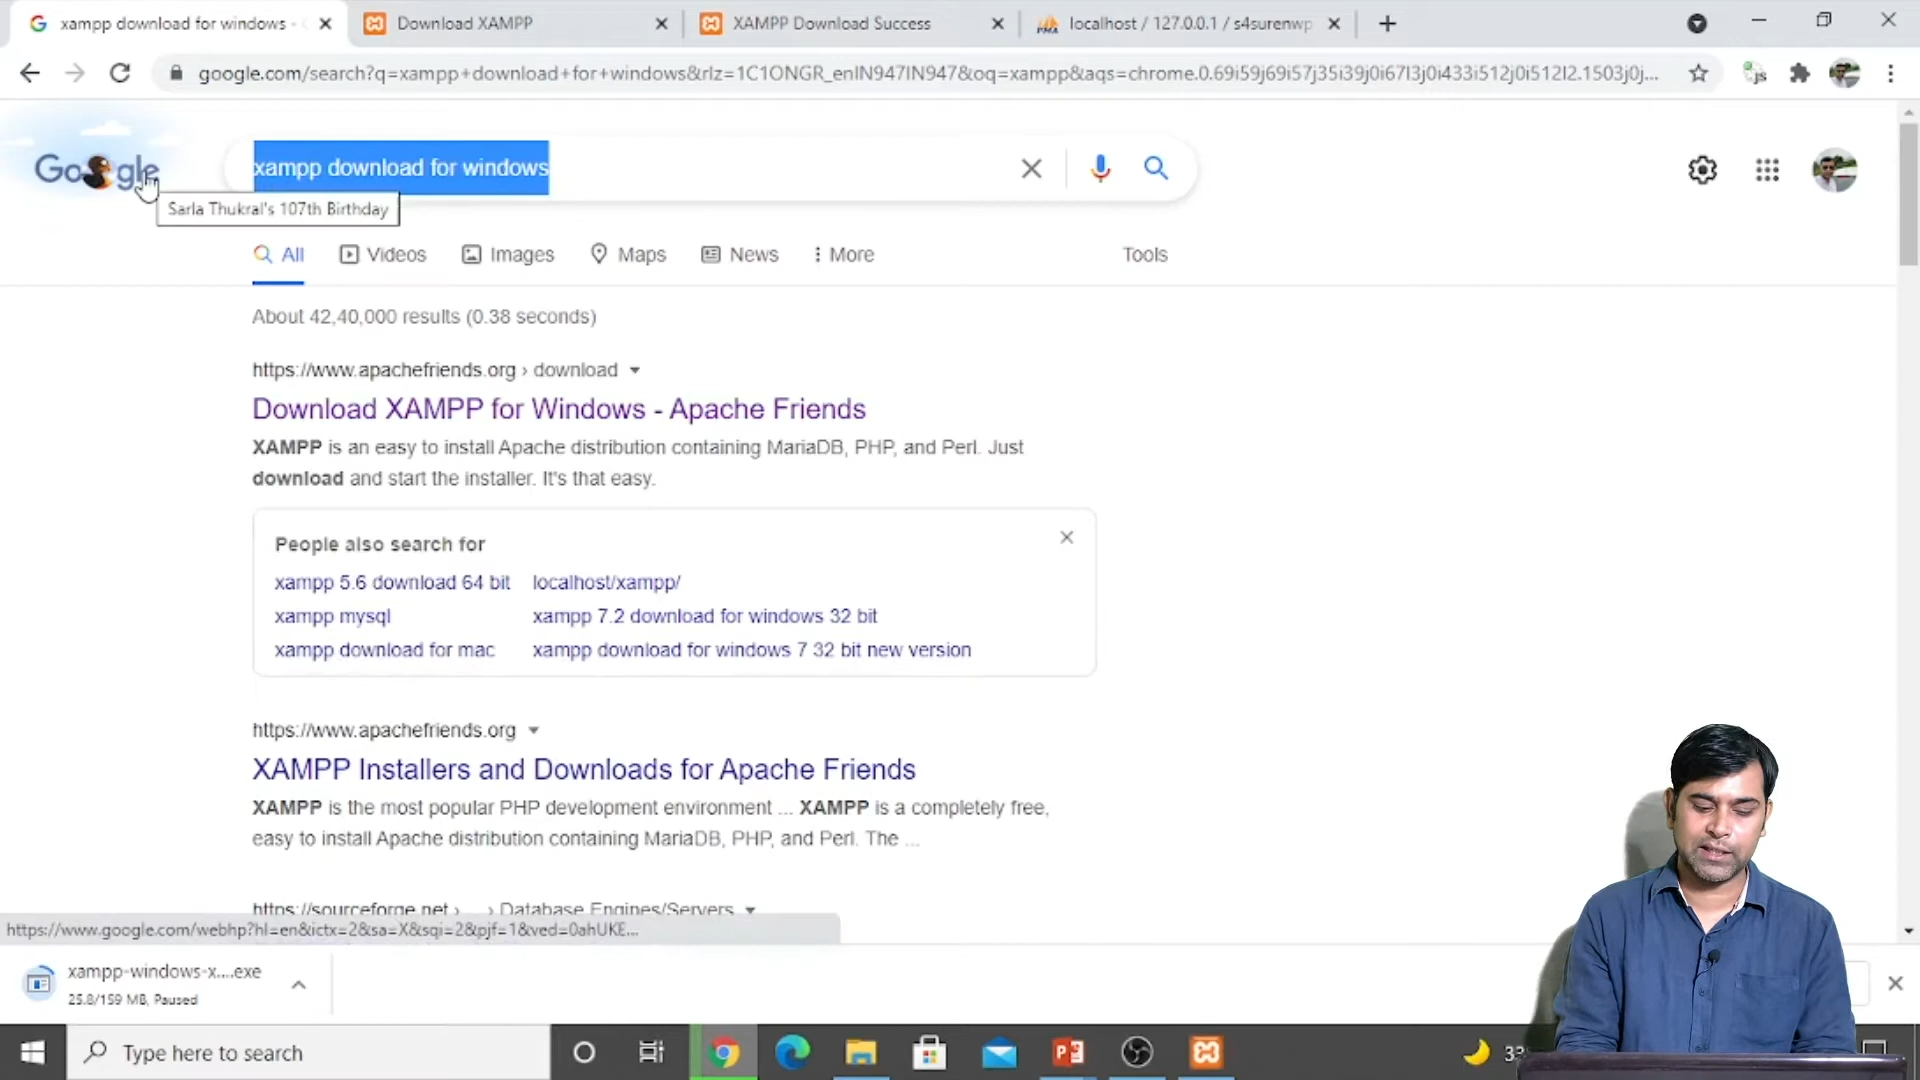 xampp download for windows -
Download XAMPP
XAMPP Download Success
localhost / 127.0.0.1 / s4surenwp
google.com/search?q=xampp+download+for+windows&rlz=1C1ONGR_enIN947IN947&oq=xampp&aqs=chrome.0.69i59j69i57j35i39j0i67l3j0i433i512j0i512l2.1503j0j...
Google
xampp download for windows
Sarla Thukral's 107th Birthday
All
Videos
Images
Maps
News
More
Tools
About 42,40,000 results (0.38 seconds)
https://www.apachefriends.org › download
Download XAMPP for Windows - Apache Friends
XAMPP is an easy to install Apache distribution containing MariaDB, PHP, and Perl. Just
download and start the installer. It's that easy.
People also search for
xampp 5.6 download 64 bit
localhost/xampp/
xampp mysql
xampp 7.2 download for windows 32 bit
xampp download for mac
xampp download for windows 7 32 bit new version
https://www.apachefriends.org
XAMPP Installers and Downloads for Apache Friends
XAMPP is the most popular PHP development environment ... XAMPP is a completely free,
easy to install Apache distribution containing MariaDB, PHP, and Perl. The ...
https://sourceforge.net › ... › Database Engines/Servers
https://www.google.com/webhp?hl=en&ictx=2&sa=X&sqi=2&pjf=1&ved=0ahUKE...
xampp-windows-x....exe
25.8/159 MB, Paused
Type here to search